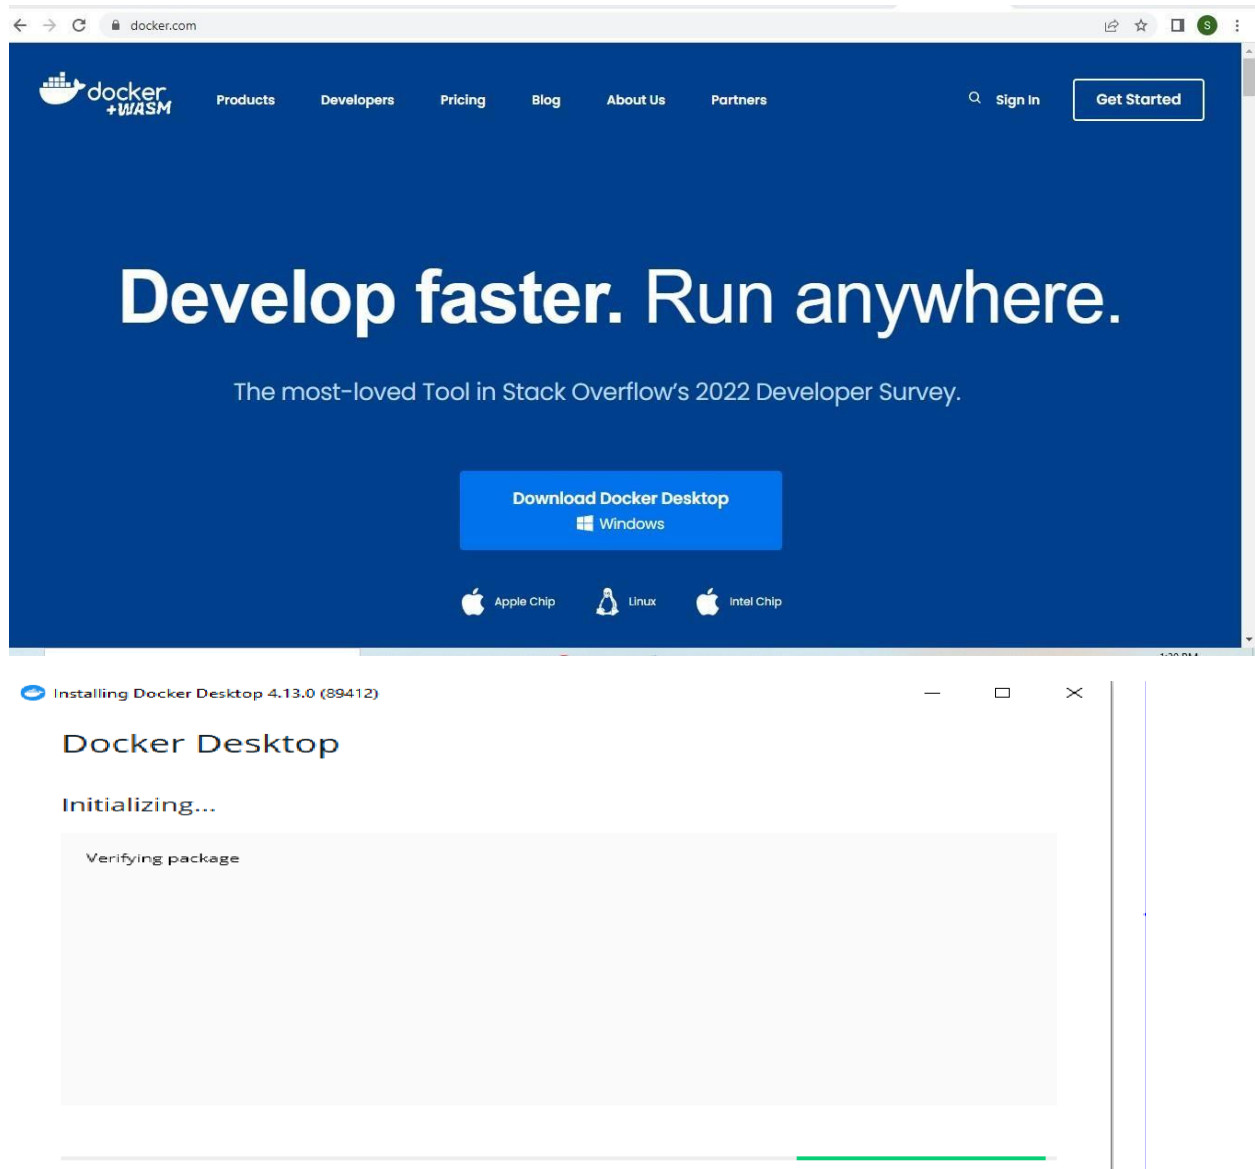 docker.com
S
docker
+WASM
Products Developers Pricing Blog About Us Partners Sign In Get Started
Develop faster. Run anywhere.
The most-loved Tool in Stack Overflow's 2022 Developer Survey.
Download Docker Desktop
Windows
Apple Chip Linux Intel Chip
Installing Docker Desktop 4.13.0 (89412)
Docker Desktop
Initializing...
Verifying package